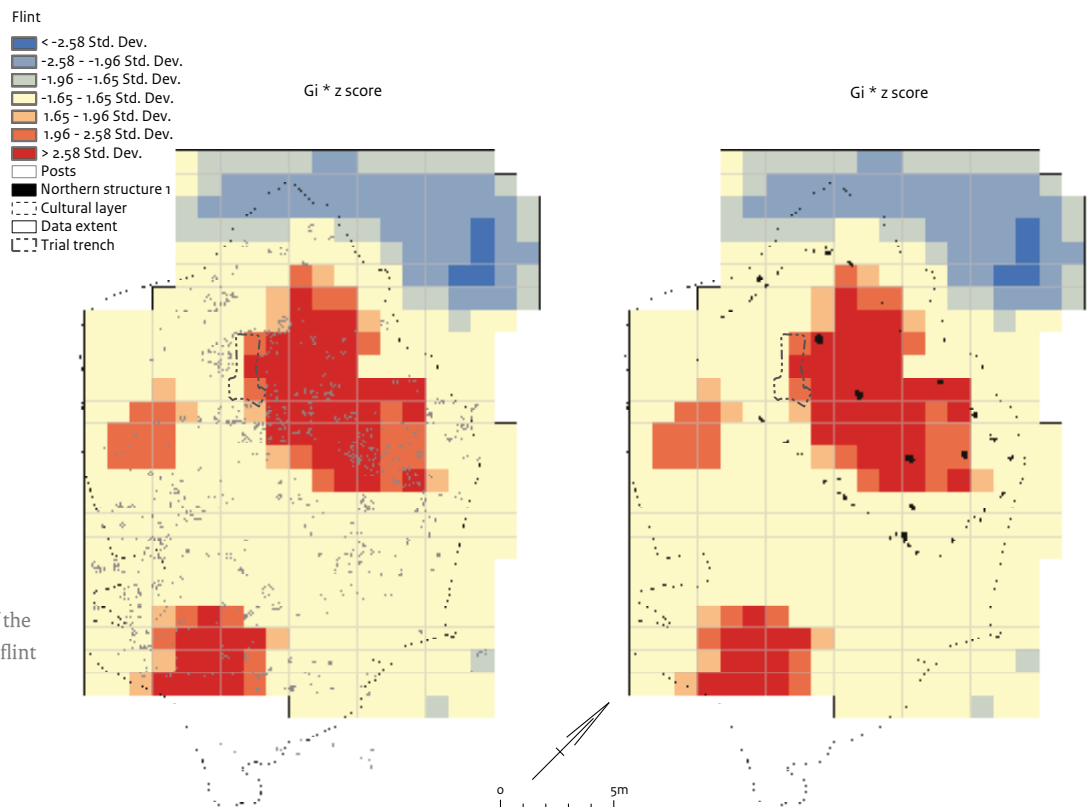 Flint
< -2.58 Std. Dev.
-2.58 - -1.96 Std. Dev.
-1.96 - -1.65 Std. Dev.
-1.65 - 1.65 Std. Dev.
1.65 - 1.96 Std. Dev.
1.96 - 2.58 Std. Dev.
> 2.58 Std. Dev.
Posts
Northern structure 1
Cultural layer
Data extent
Trial trench
Gi * z score
Gi * z score
the
flint
0 5m